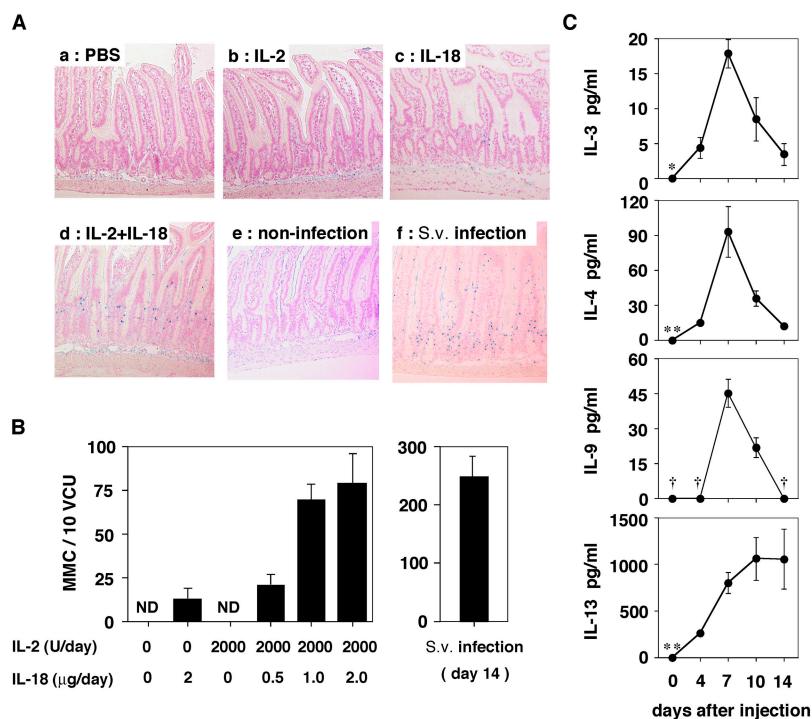 A
a : PBS
b : IL-2
c : IL-18
d : IL-2+IL-18
e : non-infection
f : S.v. infection
B
MMC / 10 VCU
100
75
50
25
0
ND
ND
IL-2 (U/day) 0 0 2000 2000 2000 2000
IL-18 (μg/day) 0 2 0 0.5 1.0 2.0
300
200
100
0
S.v. infection
( day 14 )
C
IL-3 pg/ml
20
15
10
5
0
*
IL-4 pg/ml
120
90
60
30
0
**
IL-9 pg/ml
60
45
30
15
0
† † †
IL-13 pg/ml
1500
1000
500
0
**
0 4 7 10 14
days after injection